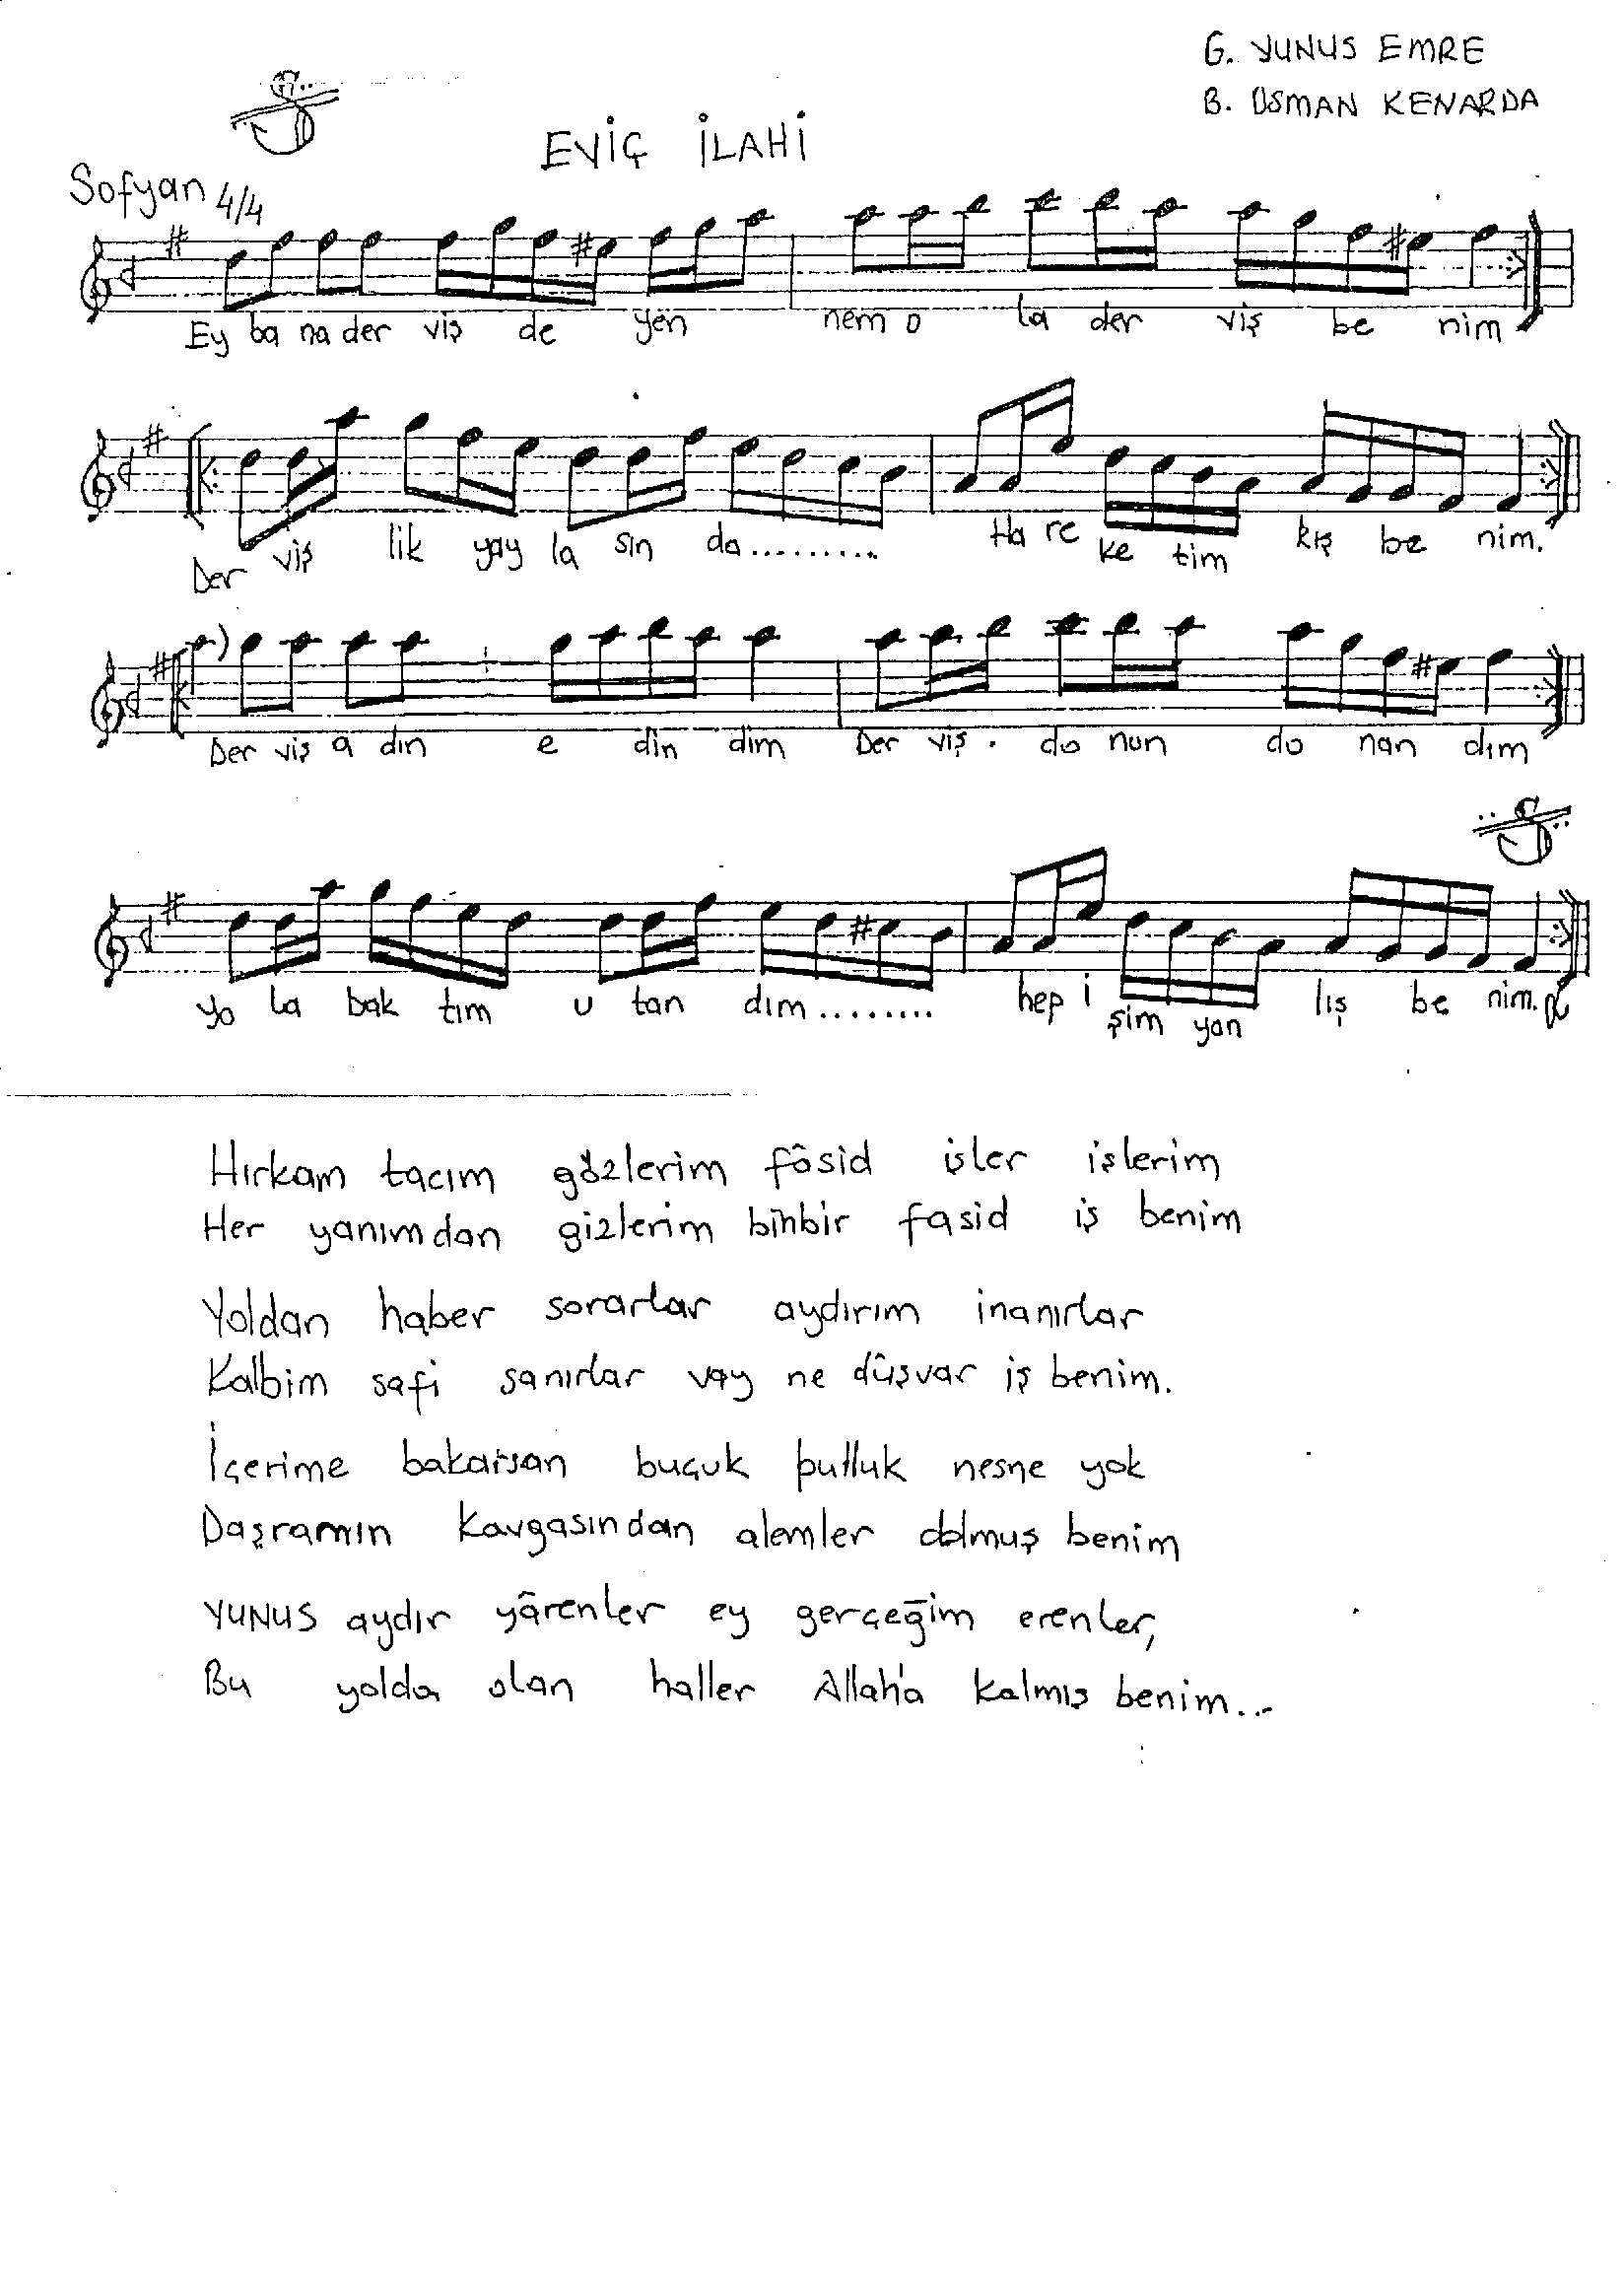 G. YUNUS EMRE
B. OSMAN KENARDA
EVİÇ İLAHİ
Sofyan 4/4
Ey ba na der viş de yen nem o la der viş be nim
Der viş lik yay la sın da......... Ha re ke tim kış be nim.
Der viş a dın e din dim Der viş. do nun do nan dım
yo la bak tım u tan dım........ hep i şim yan lış be nim.
Hırkam tacım gözlerim fâsid işler işlerim
Her yanımdan gizlerim binbir fasid iş benim
Yoldan haber sorarlar aydırım inanırlar
Kalbim safi sanırlar vay ne dûşvar iş benim.
İçerime bakarsan buçuk putluk nesne yok
Daşramın kavgasından alemler dolmuş benim
YUNUS aydır yârenler ey gerçeğim erenler,
Bu yolda olan haller Allah'a kalmış benim...